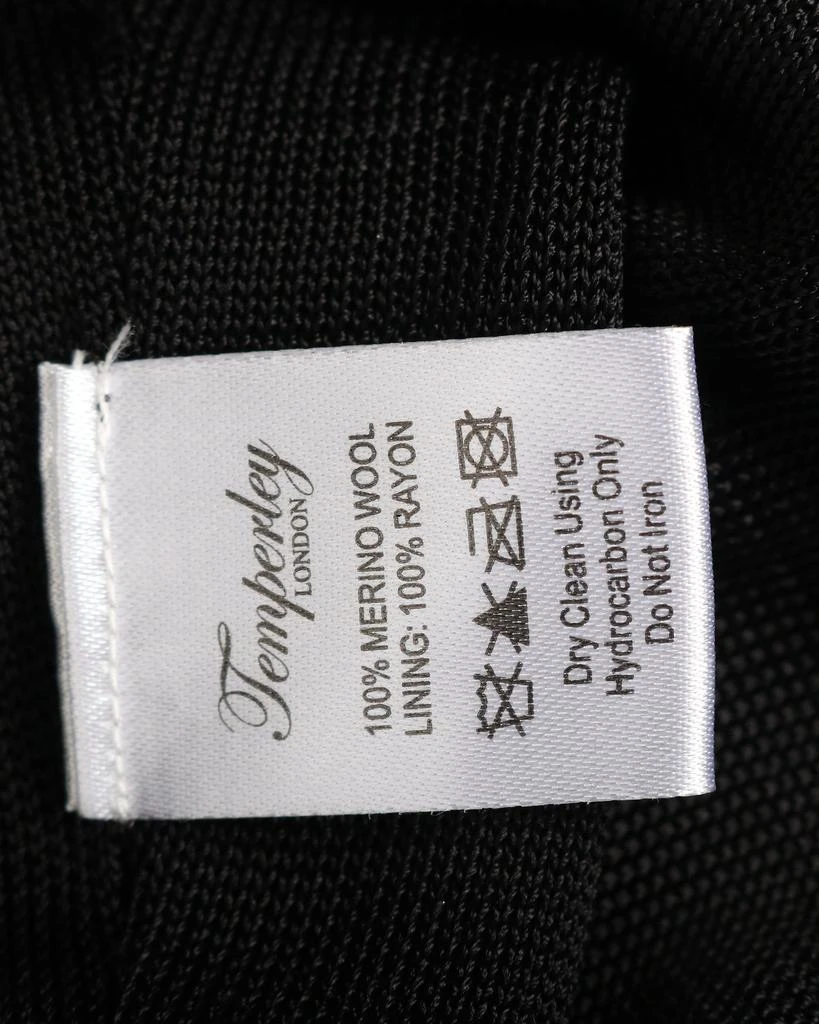 Temperley
LONDON
100% MERINO WOOL
LINING: 100% RAYON
Dry Clean Using
Hydrocarbon Only
Do Not Iron